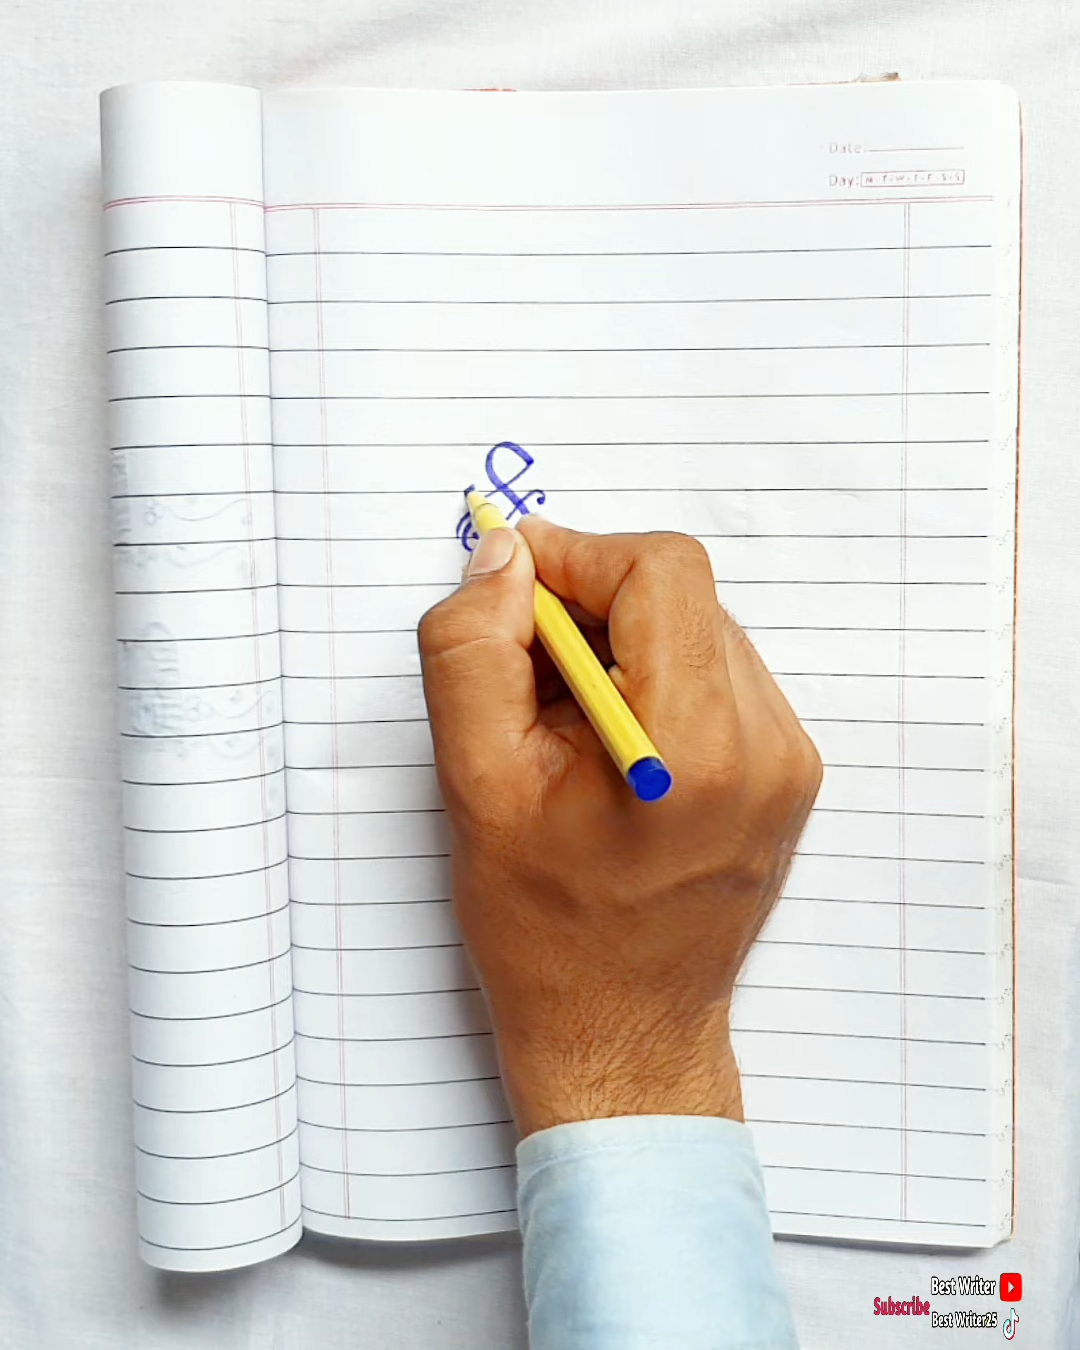 Date:
Day: M-T-W-T-F-S-S
Best Writer
Subscribe
Best Writer25